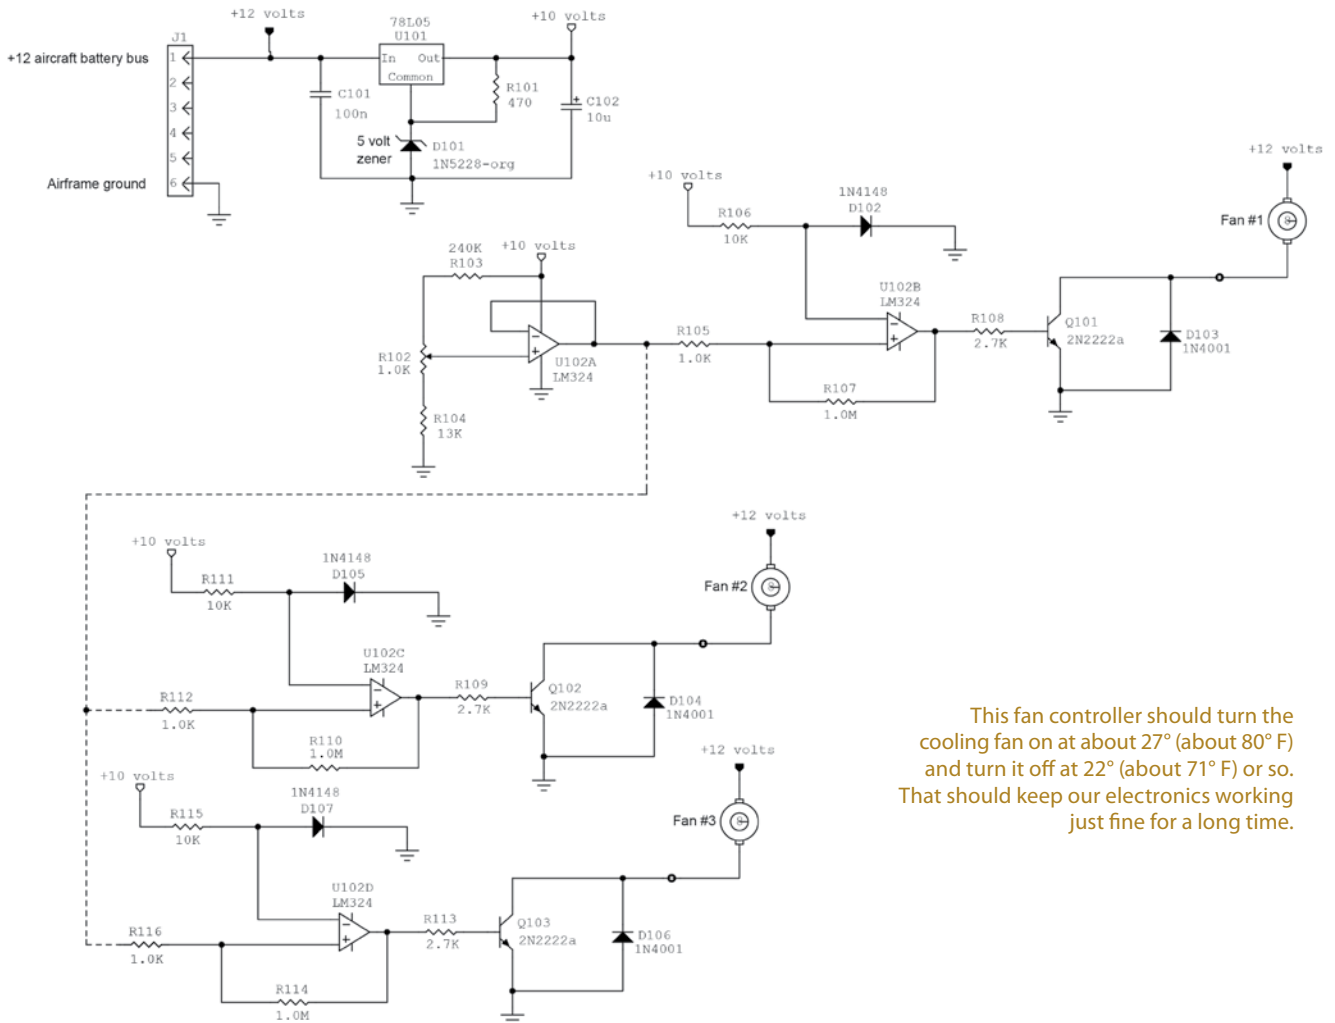 +12 volts
+10 volts
78L05
U101
J1
+12 aircraft battery bus
1
In Out
Common
2
3
4
5
6
C101
100n
R101
470
+
C102
10u
5 volt
zener
D101
1N5228-org
Airframe ground
+12 volts
Fan #1
+10 volts
R106
10K
1N4148
D102
240K
R103
+10 volts
U102B
LM324
R102
1.0K
U102A
LM324
R105
1.0K
R108
2.7K
Q101
2N2222a
D103
1N4001
R107
1.0M
R104
13K
+12 volts
Fan #2
+10 volts
R111
10K
1N4148
D105
U102C
LM324
R112
1.0K
R109
2.7K
Q102
2N2222a
D104
1N4001
R110
1.0M
+12 volts
Fan #3
+10 volts
R115
10K
1N4148
D107
U102D
LM324
R116
1.0K
R113
2.7K
Q103
2N2222a
D106
1N4001
R114
1.0M
This fan controller should turn the
cooling fan on at about 27° (about 80° F)
and turn it off at 22° (about 71° F) or so.
That should keep our electronics working
just fine for a long time.